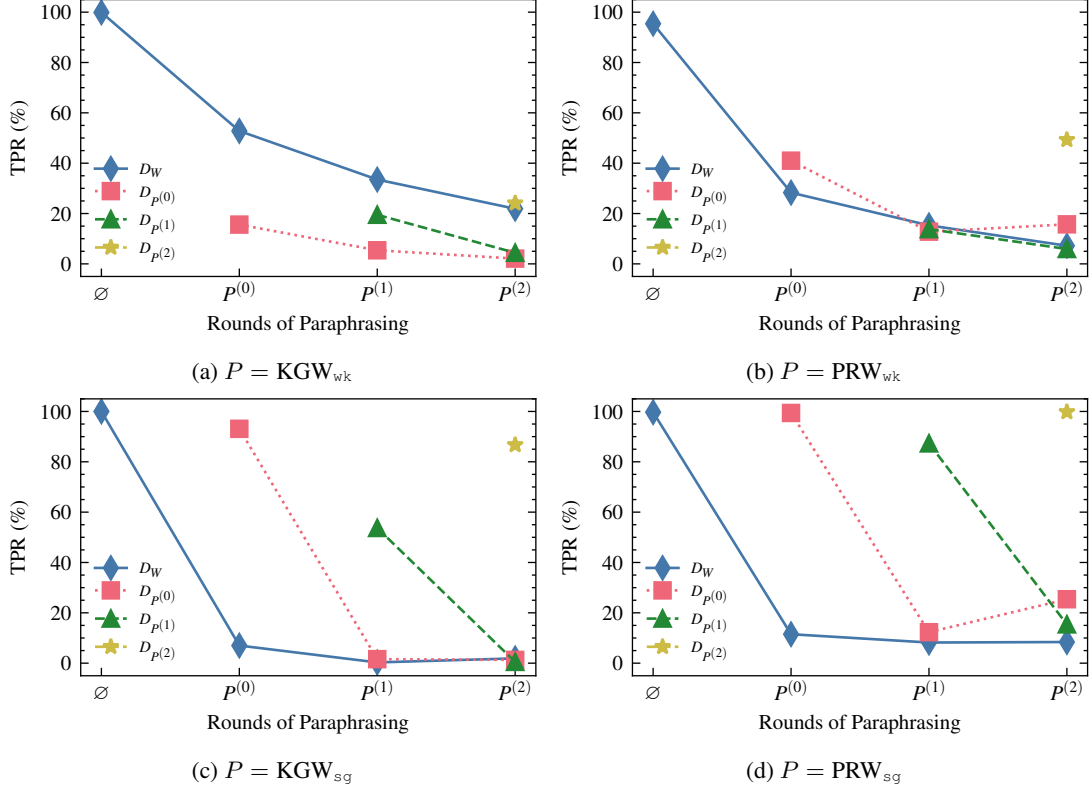 100
80
60
40
20
0
TPR (%)
D_W
D_P(0)
D_P(1)
D_P(2)
∅ P(0) P(1) P(2)
Rounds of Paraphrasing
(a) P = KGW_wk
100
80
60
40
20
0
TPR (%)
D_W
D_P(0)
D_P(1)
D_P(2)
∅ P(0) P(1) P(2)
Rounds of Paraphrasing
(b) P = PRW_wk
100
80
60
40
20
0
TPR (%)
D_W
D_P(0)
D_P(1)
D_P(2)
∅ P(0) P(1) P(2)
Rounds of Paraphrasing
(c) P = KGW_sg
100
80
60
40
20
0
TPR (%)
D_W
D_P(0)
D_P(1)
D_P(2)
∅ P(0) P(1) P(2)
Rounds of Paraphrasing
(d) P = PRW_sg